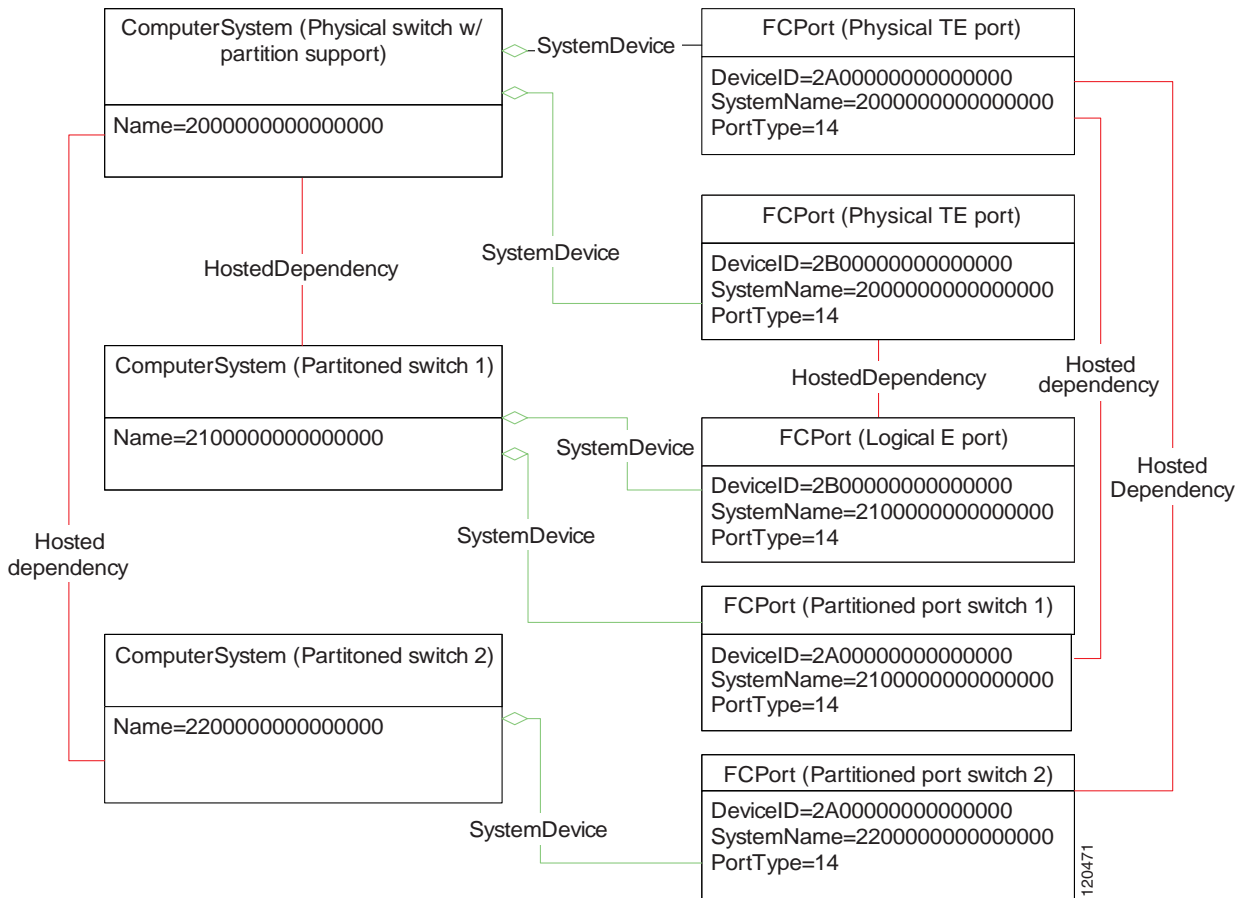 ComputerSystem (Physical switch w/
partition support)
Name=2000000000000000
SystemDevice
FCPort (Physical TE port)
DeviceID=2A00000000000000
SystemName=2000000000000000
PortType=14
FCPort (Physical TE port)
DeviceID=2B00000000000000
SystemName=2000000000000000
PortType=14
SystemDevice
HostedDependency
ComputerSystem (Partitoned switch 1)
Name=2100000000000000
HostedDependency
Hosted
dependency
SystemDevice
FCPort (Logical E port)
DeviceID=2B00000000000000
SystemName=2100000000000000
PortType=14
Hosted
Dependency
SystemDevice
Hosted
dependency
FCPort (Partitioned port switch 1)
DeviceID=2A00000000000000
SystemName=2100000000000000
PortType=14
ComputerSystem (Partitoned switch 2)
Name=2200000000000000
SystemDevice
FCPort (Partitioned port switch 2)
DeviceID=2A00000000000000
SystemName=2200000000000000
PortType=14
120471